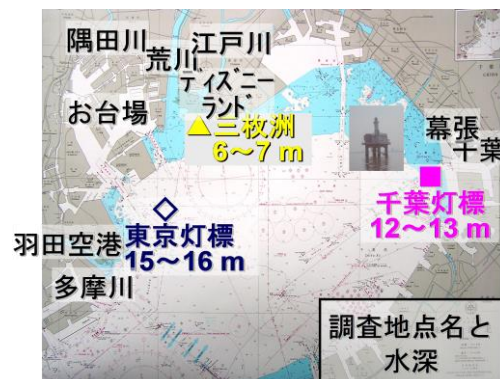 隅田川
荒川
江戸川
ディズニー
ランド
お台場
三枚洲
6～7 m
幕張
千葉
千葉灯標
12～13 m
羽田空港
東京灯標
15～16 m
多摩川
調査地点名と
水深